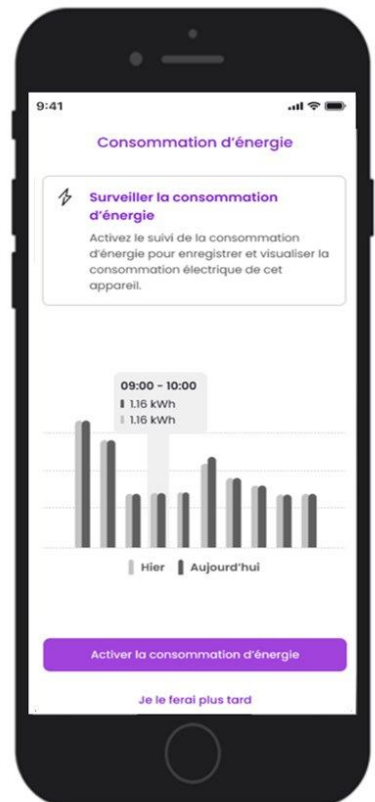 9:41
Consommation d'énergie
Surveiller la consommation
d'énergie
Activez le suivi de la consommation
d'énergie pour enregistrer et visualiser la
consommation électrique de cet
appareil.
09:00 - 10:00
1.16 kWh
1.16 kWh
Hier Aujourd'hui
Activer la consommation d'énergie
Je le ferai plus tard